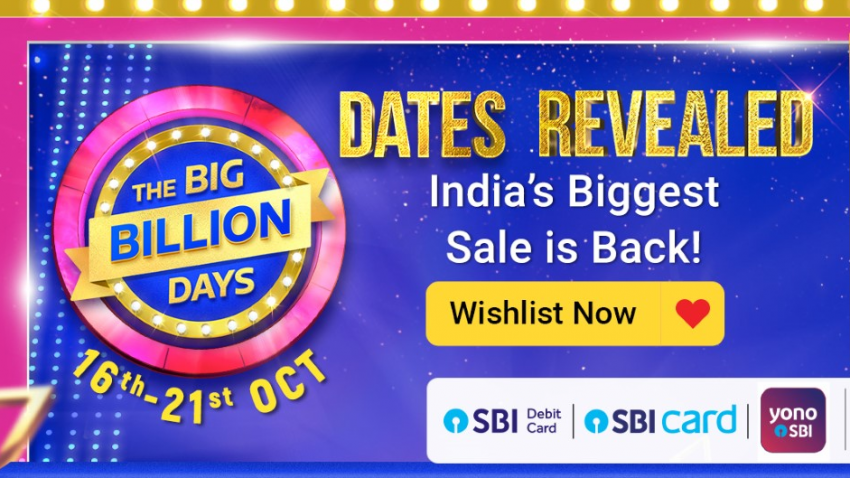 DATES REVEALED
THE BIG
BILLION
DAYS
16th-21st OCT
India's Biggest
Sale is Back!
Wishlist Now
SBI Debit Card
SBI card
yono SBI